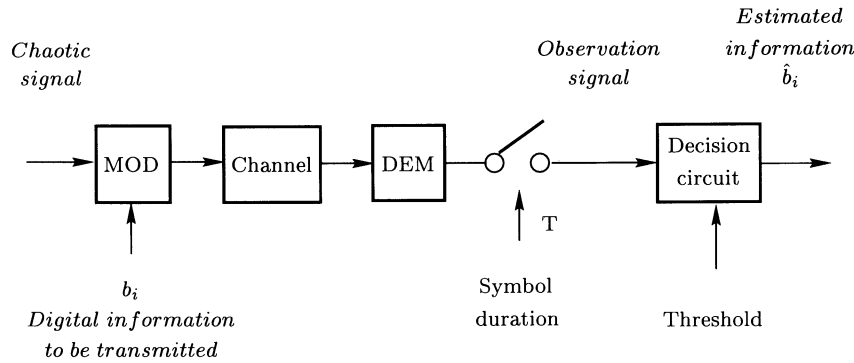 Chaotic
signal
Observation
signal
Estimated
information
b̂ᵢ
MOD
Channel
DEM
Decision
circuit
T
bᵢ
Digital information
to be transmitted
Symbol
duration
Threshold